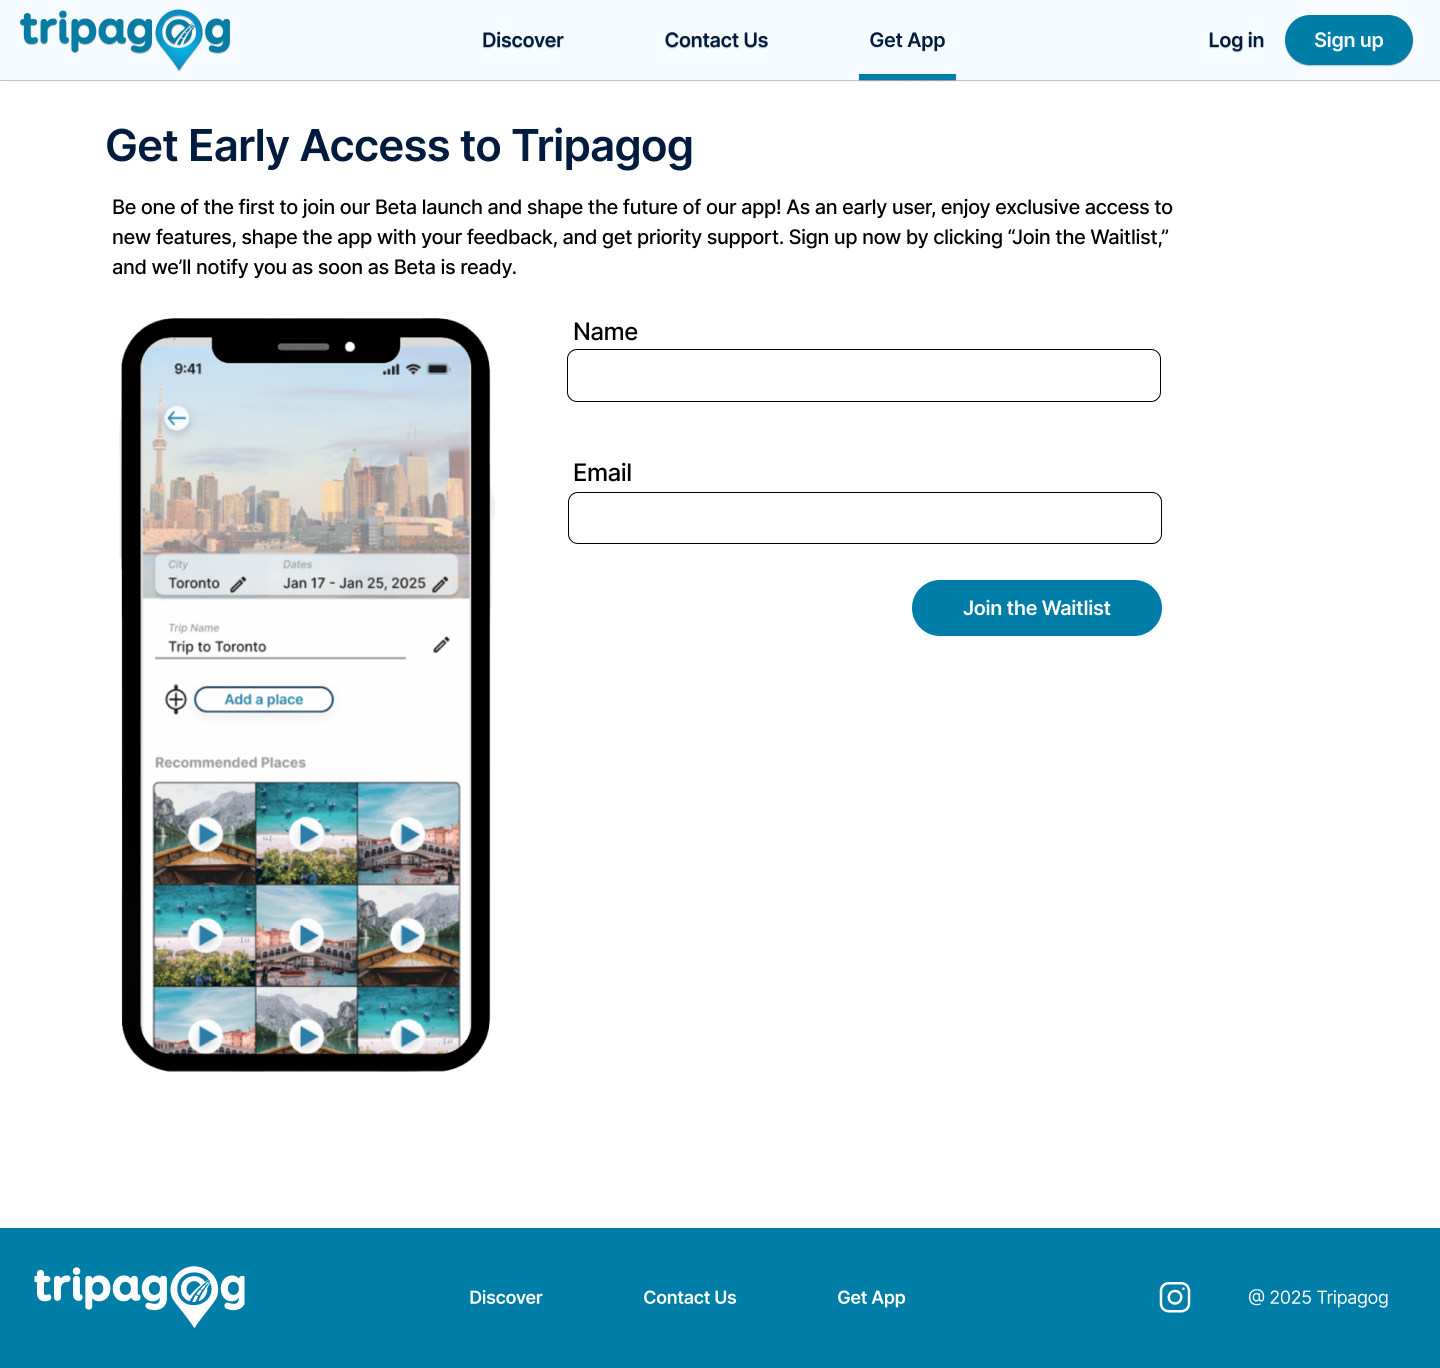 tripagog
Discover
Contact Us
Get App
Log in
Sign up
Get Early Access to Tripagog
Be one of the first to join our Beta launch and shape the future of our app! As an early user, enjoy exclusive access to
new features, shape the app with your feedback, and get priority support. Sign up now by clicking “Join the Waitlist,”
and we’ll notify you as soon as Beta is ready.
9:41
City
Dates
Toronto
Jan 17 - Jan 25, 2025
Trip Name
Trip to Toronto
Add a place
Recommended Places
Name
Email
Join the Waitlist
tripagog
Discover
Contact Us
Get App
@ 2025 Tripagog